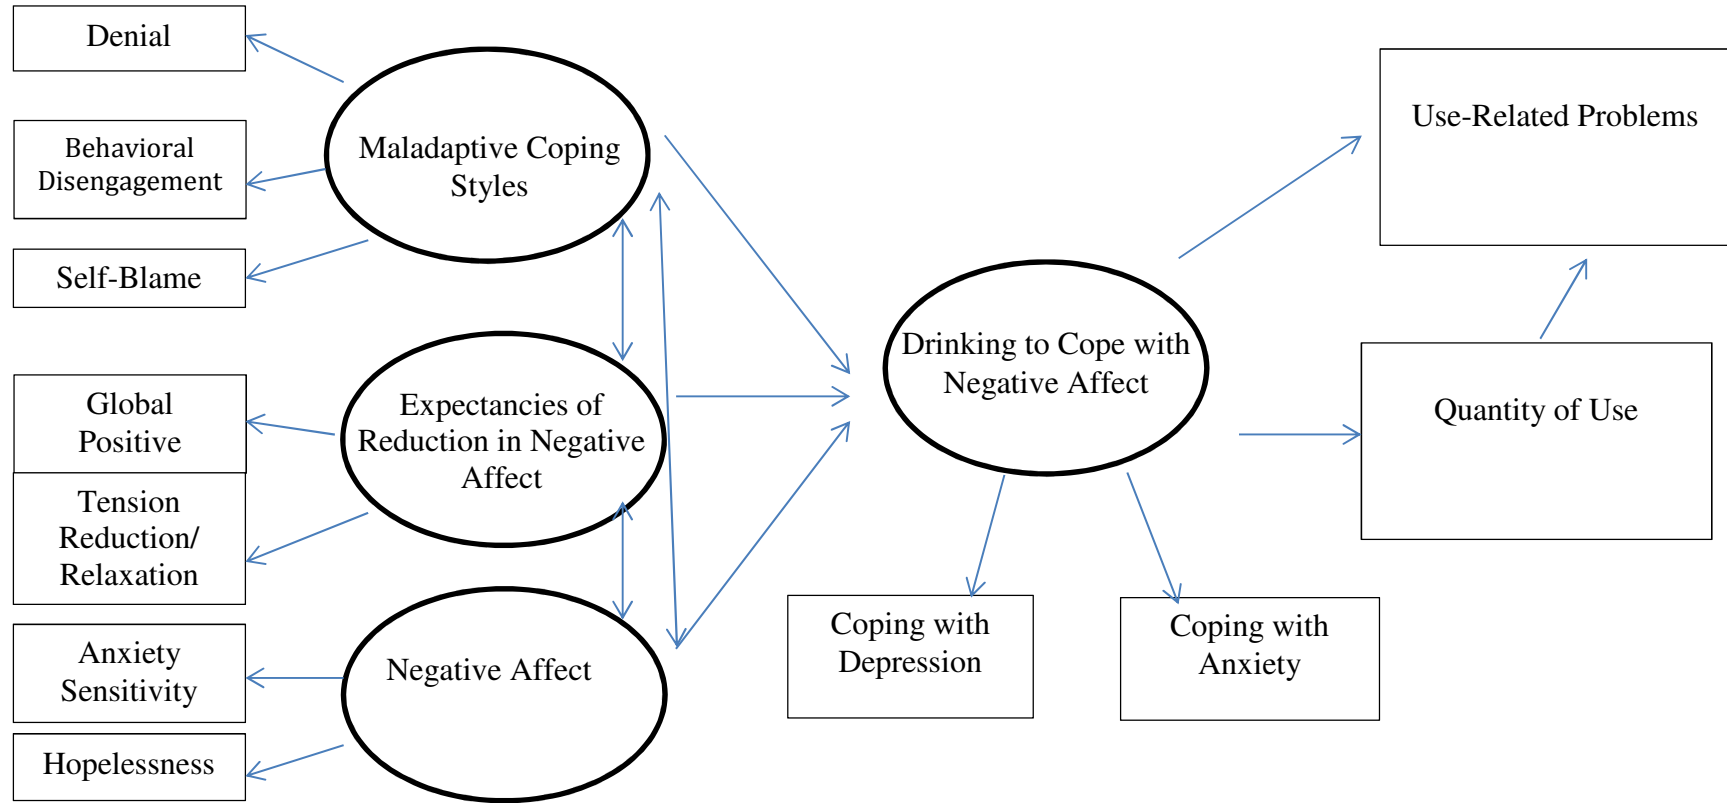 Denial
Behavioral
Disengagement
Self-Blame
Global
Positive
Tension
Reduction/
Relaxation
Anxiety
Sensitivity
Hopelessness
Maladaptive Coping
Styles
Expectancies of
Reduction in Negative
Affect
Negative Affect
Drinking to Cope with
Negative Affect
Coping with
Depression
Coping with
Anxiety
Use-Related Problems
Quantity of Use